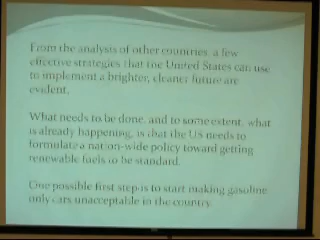 From the analysis of other countries, a few
effective strategies that the United States can use
to implement a brighter, cleaner future are
evident.
What needs to be done, and to some extent, what
is already happening, is that the US needs to
formulate a nation-wide policy toward getting
renewable fuels to be standard.
One possible first step is to start making gasoline
only cars unacceptable in the country.